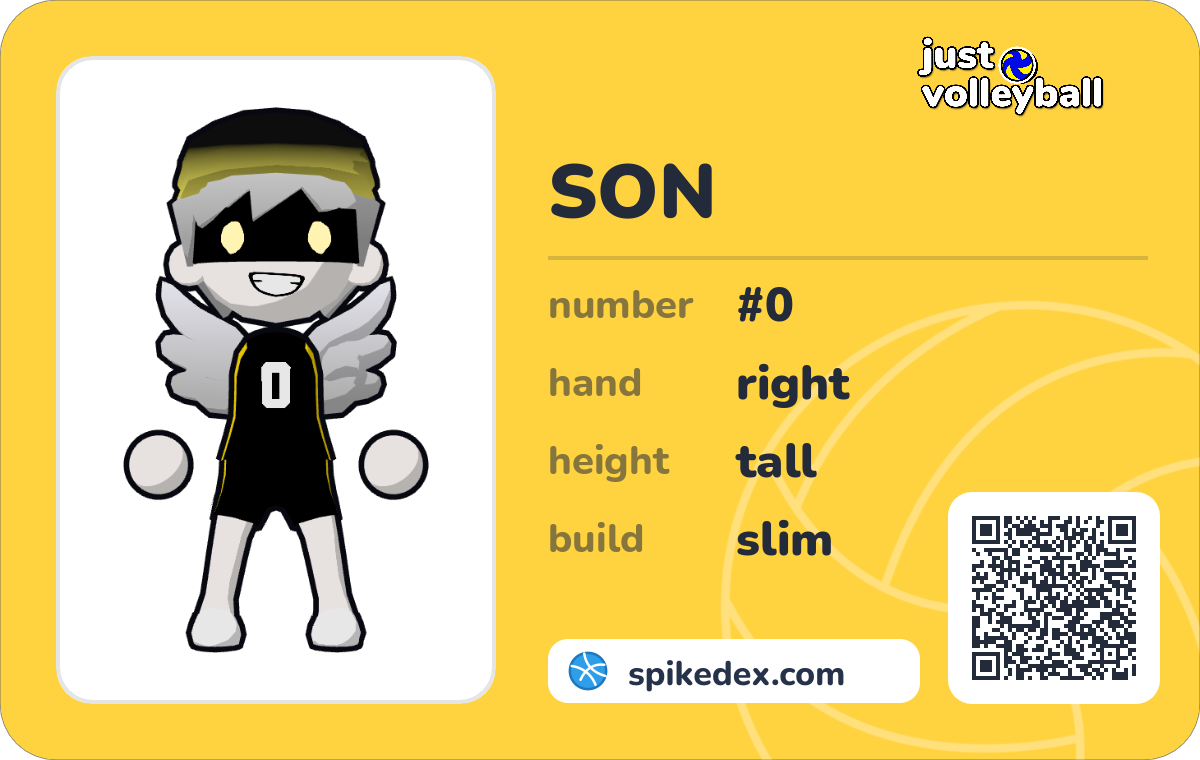 just
volleyball
SON
number #0
hand right
height tall
build slim
0
spikedex.com